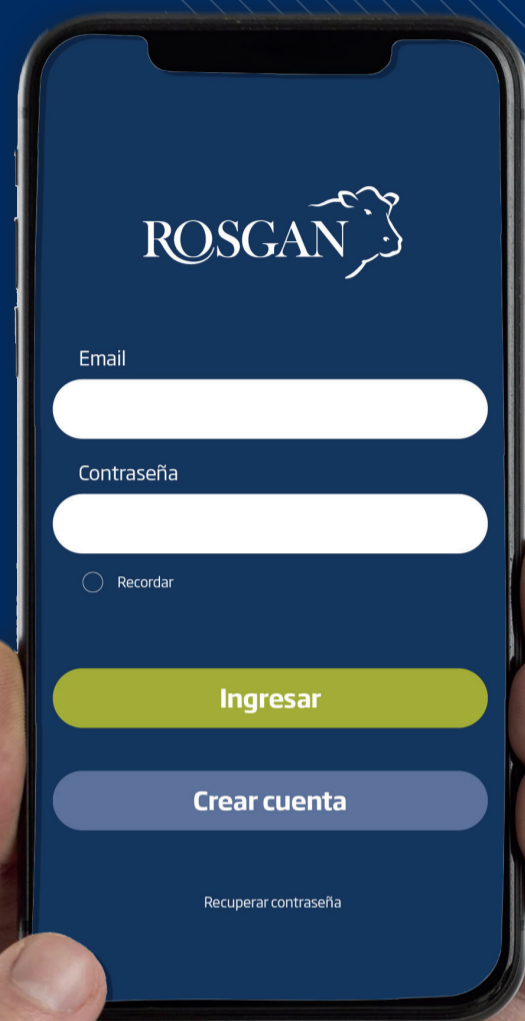 ROSGAN
Email
Contraseña
Recordar
Ingresar
Crear cuenta
Recuperar contraseña